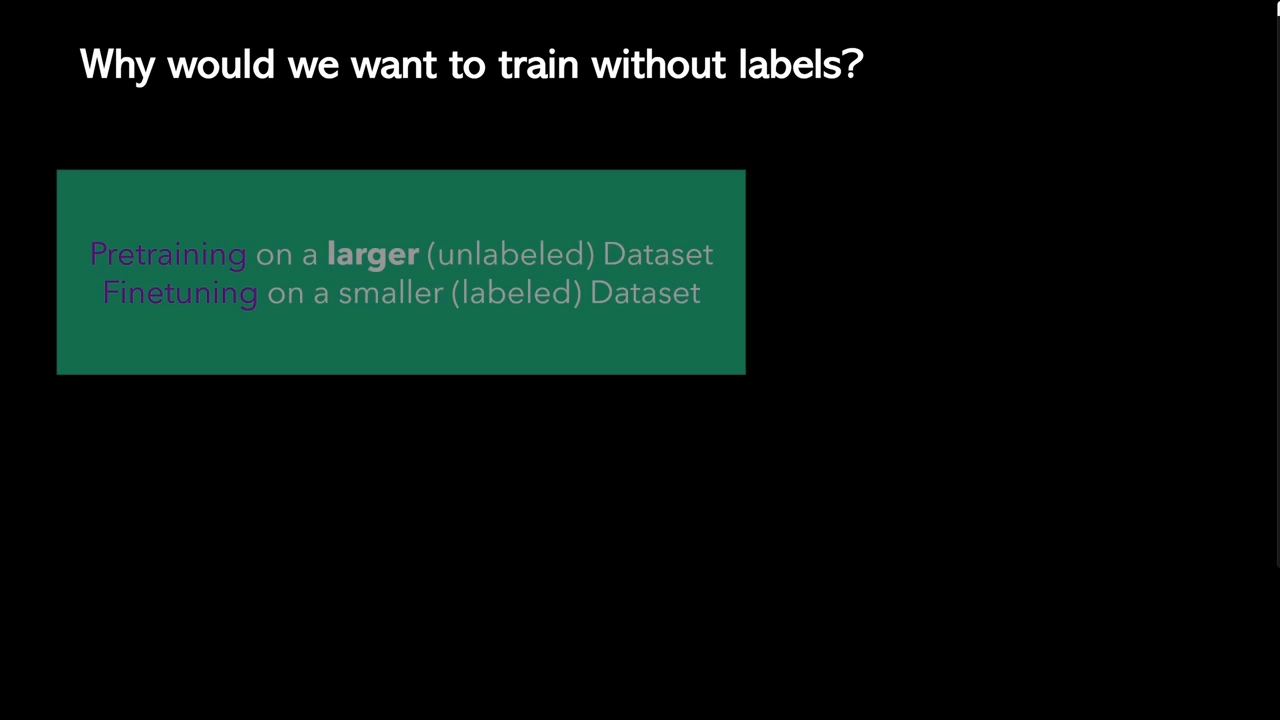 Why would we want to train without labels?
Pretraining on a larger (unlabeled) Dataset
Finetuning on a smaller (labeled) Dataset